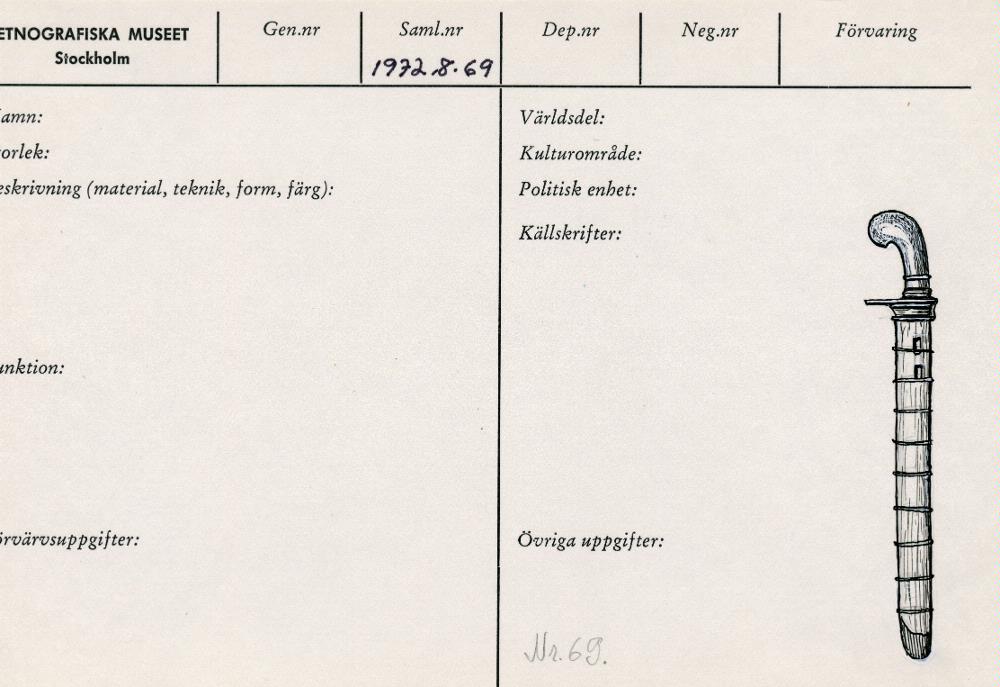 ETNOGRAFISKA MUSEET
Stockholm
Gen.nr
Saml.nr
1972.8.69
Dep.nr
Neg.nr
Förvaring
amn:
orlek:
eskrivning (material, teknik, form, färg):
unktion:
örvärvsuppgifter:
Världsdel:
Kulturområde:
Politisk enhet:
Källskrifter:
Övriga uppgifter:
Nr. 69.